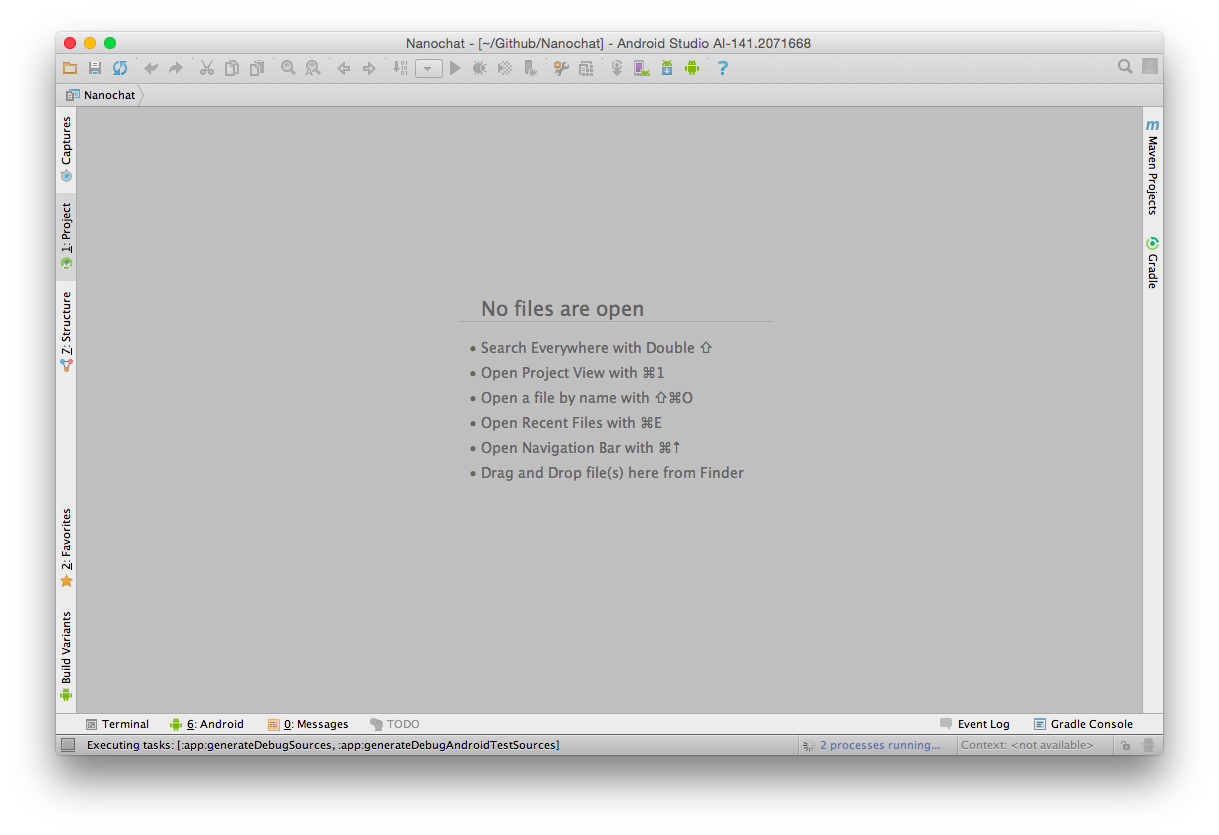 Nanochat - [~/Github/Nanochat] - Android Studio AI-141.2071668
Nanochat
Captures
1: Project
7: Structure
2: Favorites
Build Variants
No files are open
• Search Everywhere with Double ⇧
• Open Project View with ⌘1
• Open a file by name with ⇧⌘O
• Open Recent Files with ⌘E
• Open Navigation Bar with ⌘↑
• Drag and Drop file(s) here from Finder
m Maven Projects
Gradle
Terminal 6: Android 0: Messages TODO Event Log Gradle Console
Executing tasks: [:app:generateDebugSources, :app:generateDebugAndroidTestSources] 2 processes running... Context: <not available>